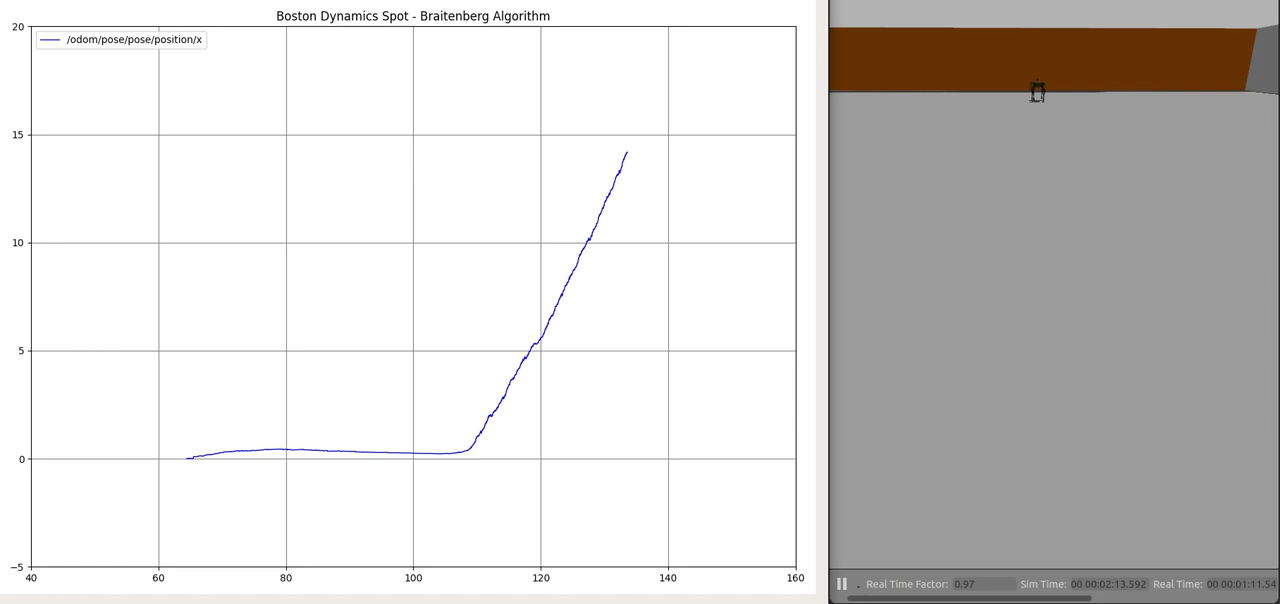 Boston Dynamics Spot - Braitenberg Algorithm
/odom/pose/pose/position/x
20
15
10
5
0
−5
40 60 80 100 120 140 160
Real Time Factor: 0.97 Sim Time: 00 00:02:13.592 Real Time: 00 00:01:11.54